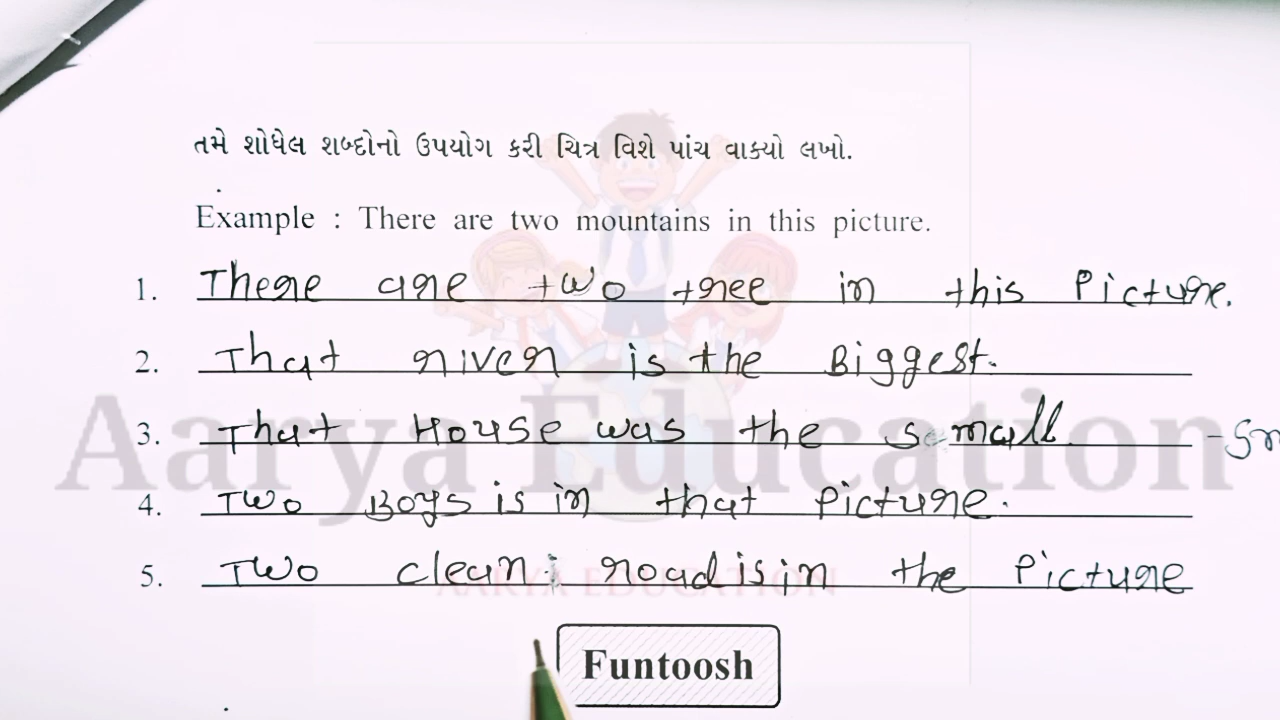 તમે શોધેલ શબ્દોનો ઉપયોગ કરી ચિત્ર વિશે પાંચ વાક્યો લખો.
Example : There are two mountains in this picture.
1. There are two tree in this Picture.
2. That river is the Biggest.
3. That House was the small
4. Two Boys is in that Picture.
5. Two clean road is in the Picture
Aarya Education
AARYA EDUCATION
Funtoosh